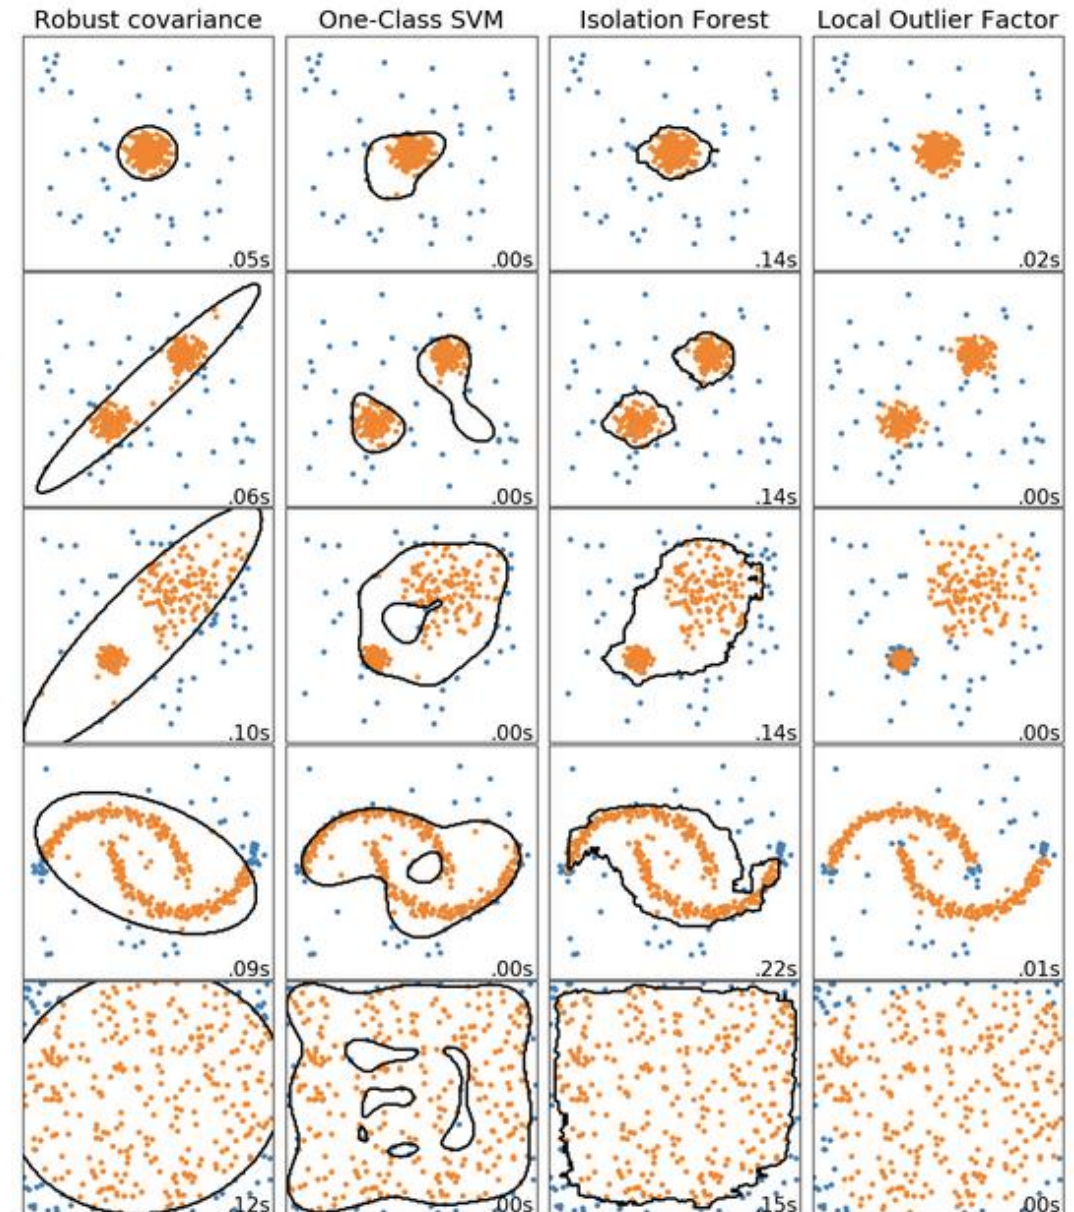 Robust covariance One-Class SVM Isolation Forest Local Outlier Factor
.05s .00s .14s .02s
.06s .00s .14s .00s
.10s .00s .14s .00s
.09s .00s .22s .01s
.12s .00s .15s .00s